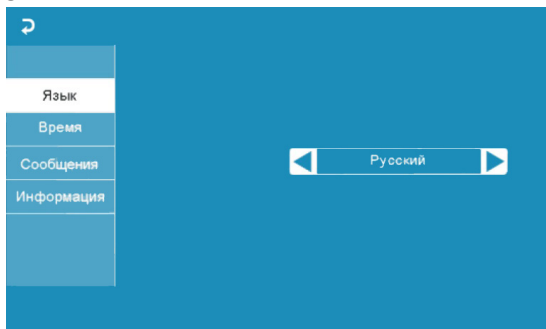 Язык
Время
Сообщения
Информация
Русский